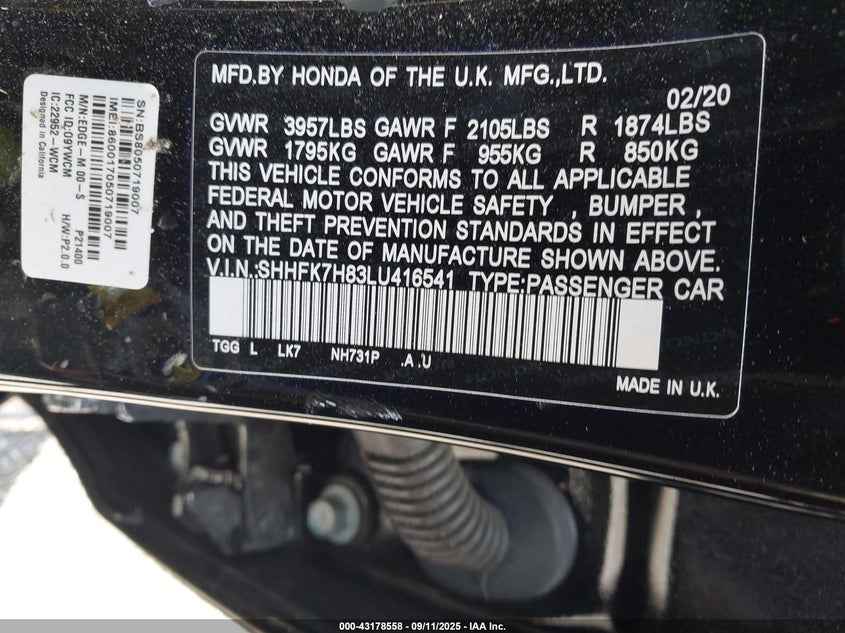 MFD.BY HONDA OF THE U.K. MFG.,LTD.
02/20
GVWR 3957LBS GAWR F 2105LBS R 1874LBS
GVWR 1795KG GAWR F 955KG R 850KG
THIS VEHICLE CONFORMS TO ALL APPLICABLE
FEDERAL MOTOR VEHICLE SAFETY , BUMPER ,
AND THEFT PREVENTION STANDARDS IN EFFECT
ON THE DATE OF MANUFACTURE SHOWN ABOVE.
V.I.N.:SHHFK7H83LU416541 TYPE:PASSENGER CAR
TGG L LK7 NH731P .A .U
MADE IN U.K.
SN:BS8050719007
IMEI:860017050719007
M/N:EDGE-M 00-S P21400
FCC ID:O9YWCM H/W:P2.0.0
IC:22952-WCM
Designed in California
000-43178558 - 09/11/2025 - IAA Inc.